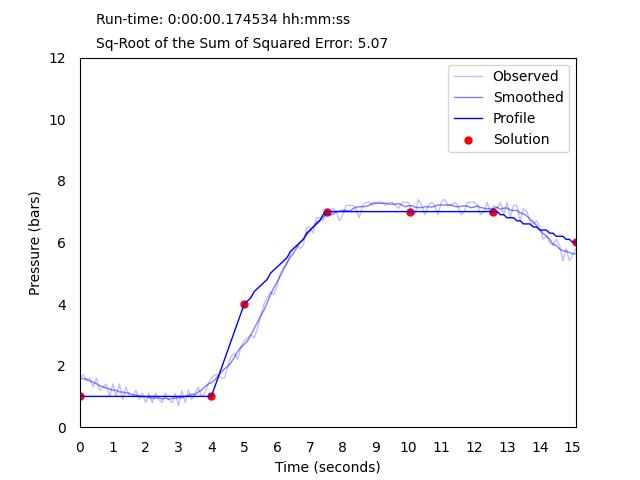 Run-time: 0:00:00.174534 hh:mm:ss
Sq-Root of the Sum of Squared Error: 5.07
Observed
Smoothed
Profile
Solution
12
10
8
6
4
2
0
Pressure (bars)
0 1 2 3 4 5 6 7 8 9 10 11 12 13 14 15
Time (seconds)